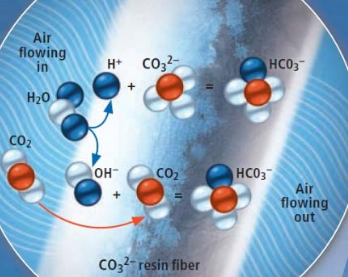 Air
flowing
in
H⁺
+
CO₃²⁻
=
HCO₃⁻
H₂O
CO₂
OH⁻
+
CO₂
=
HCO₃⁻
Air
flowing
out
CO₃²⁻ resin fiber